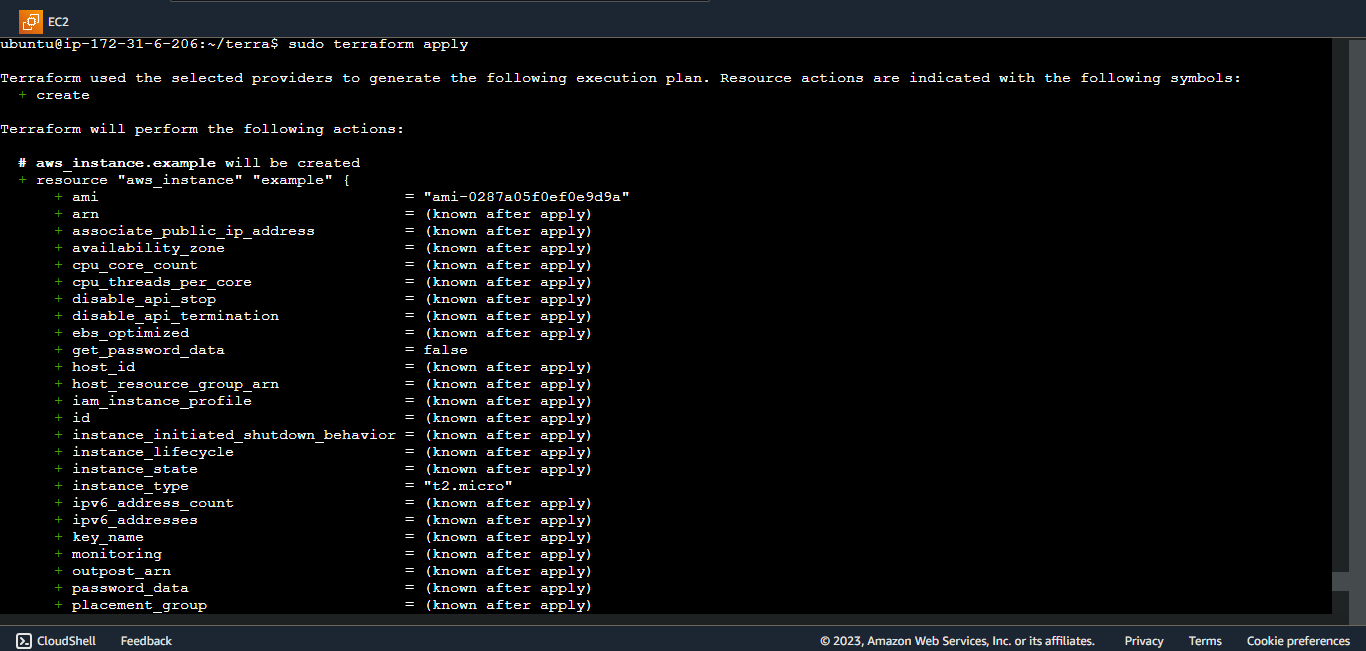 EC2
ubuntu@ip-172-31-6-206:~/terra$ sudo terraform apply
Terraform used the selected providers to generate the following execution plan. Resource actions are indicated with the following symbols:
+ create
Terraform will perform the following actions:
# aws_instance.example will be created
+ resource "aws_instance" "example" {
+ ami = "ami-0287a05f0ef0e9d9a"
+ arn = (known after apply)
+ associate_public_ip_address = (known after apply)
+ availability_zone = (known after apply)
+ cpu_core_count = (known after apply)
+ cpu_threads_per_core = (known after apply)
+ disable_api_stop = (known after apply)
+ disable_api_termination = (known after apply)
+ ebs_optimized = (known after apply)
+ get_password_data = false
+ host_id = (known after apply)
+ host_resource_group_arn = (known after apply)
+ iam_instance_profile = (known after apply)
+ id = (known after apply)
+ instance_initiated_shutdown_behavior = (known after apply)
+ instance_lifecycle = (known after apply)
+ instance_state = (known after apply)
+ instance_type = "t2.micro"
+ ipv6_address_count = (known after apply)
+ ipv6_addresses = (known after apply)
+ key_name = (known after apply)
+ monitoring = (known after apply)
+ outpost_arn = (known after apply)
+ password_data = (known after apply)
+ placement_group = (known after apply)
CloudShell Feedback © 2023, Amazon Web Services, Inc. or its affiliates. Privacy Terms Cookie preferences